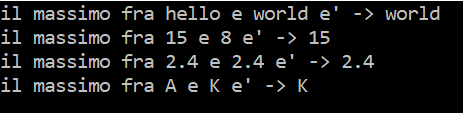 il massimo fra hello e world e' -> world
il massimo fra 15 e 8 e' -> 15
il massimo fra 2.4 e 2.4 e' -> 2.4
il massimo fra A e K e' -> K